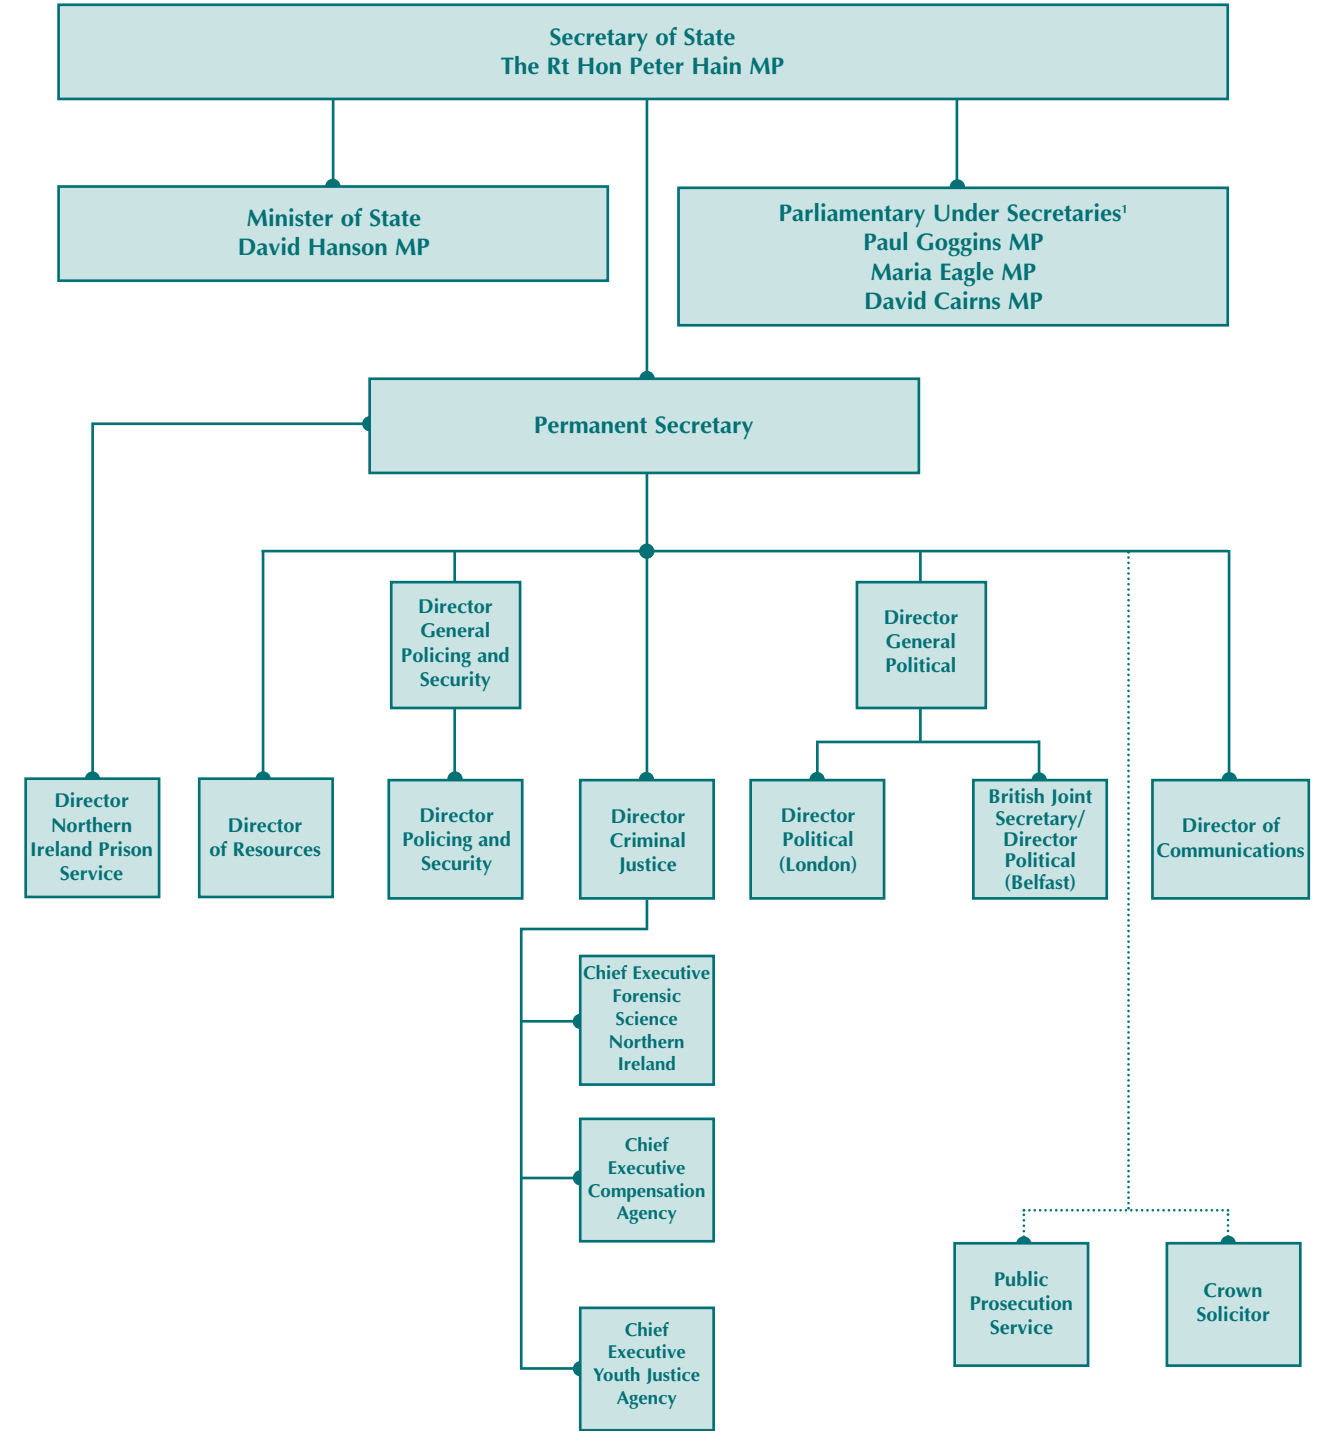 Secretary of State
The Rt Hon Peter Hain MP
Minister of State
David Hanson MP
Parliamentary Under Secretaries¹
Paul Goggins MP
Maria Eagle MP
David Cairns MP
Permanent Secretary
Director
General
Policing and
Security
Director
General
Political
Director
Northern
Ireland Prison
Service
Director
of Resources
Director
Policing and
Security
Director
Criminal
Justice
Director
Political
(London)
British Joint
Secretary/
Director
Political
(Belfast)
Director of
Communications
Chief Executive
Forensic
Science
Northern
Ireland
Chief
Executive
Compensation
Agency
Public
Prosecution
Service
Crown
Solicitor
Chief
Executive
Youth Justice
Agency